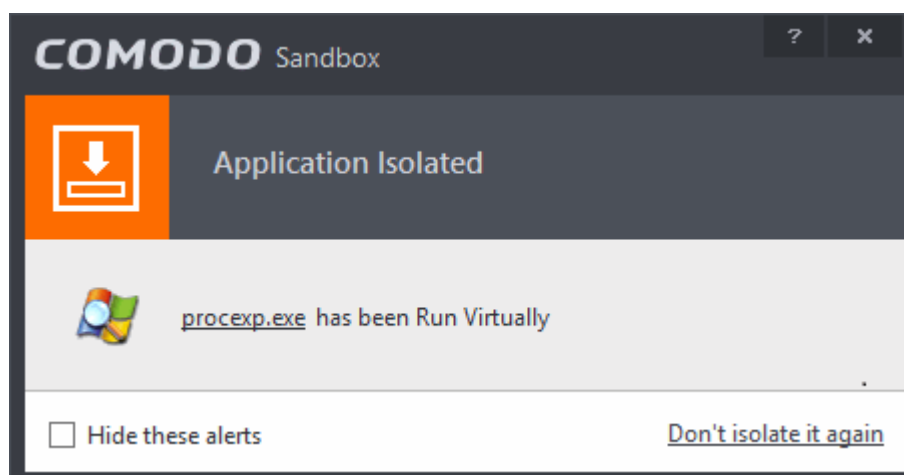 COMODO Sandbox
? ×
Application Isolated
procexp.exe has been Run Virtually
.
Hide these alerts
Don't isolate it again